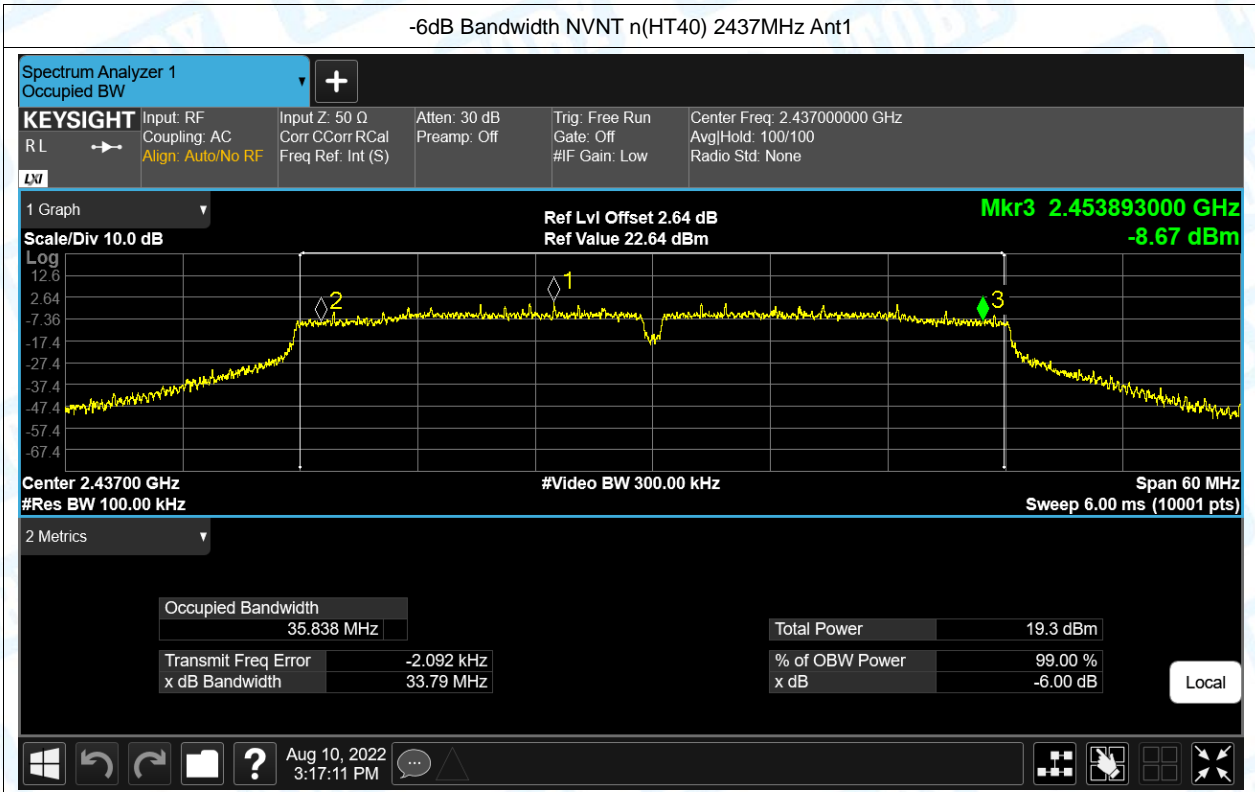 -6dB Bandwidth NVNT n(HT40) 2437MHz Ant1
Spectrum Analyzer 1
Occupied BW
KEYSIGHT
RL
LXI
Input: RF
Coupling: AC
Align: Auto/No RF
Input Z: 50 Ω
Corr CCorr RCal
Freq Ref: Int (S)
Atten: 30 dB
Preamp: Off
Trig: Free Run
Gate: Off
#IF Gain: Low
Center Freq: 2.437000000 GHz
Avg|Hold: 100/100
Radio Std: None
1 Graph
Scale/Div 10.0 dB
Ref Lvl Offset 2.64 dB
Ref Value 22.64 dBm
Mkr3 2.453893000 GHz
-8.67 dBm
Log
12.6
2.64
-7.36
-17.4
-27.4
-37.4
-47.4
-57.4
-67.4
2
1
3
Center 2.43700 GHz
#Res BW 100.00 kHz
#Video BW 300.00 kHz
Span 60 MHz
Sweep 6.00 ms (10001 pts)
2 Metrics
Occupied Bandwidth
35.838 MHz
Transmit Freq Error -2.092 kHz
x dB Bandwidth 33.79 MHz
Total Power 19.3 dBm
% of OBW Power 99.00 %
x dB -6.00 dB
Local
Aug 10, 2022
3:17:11 PM